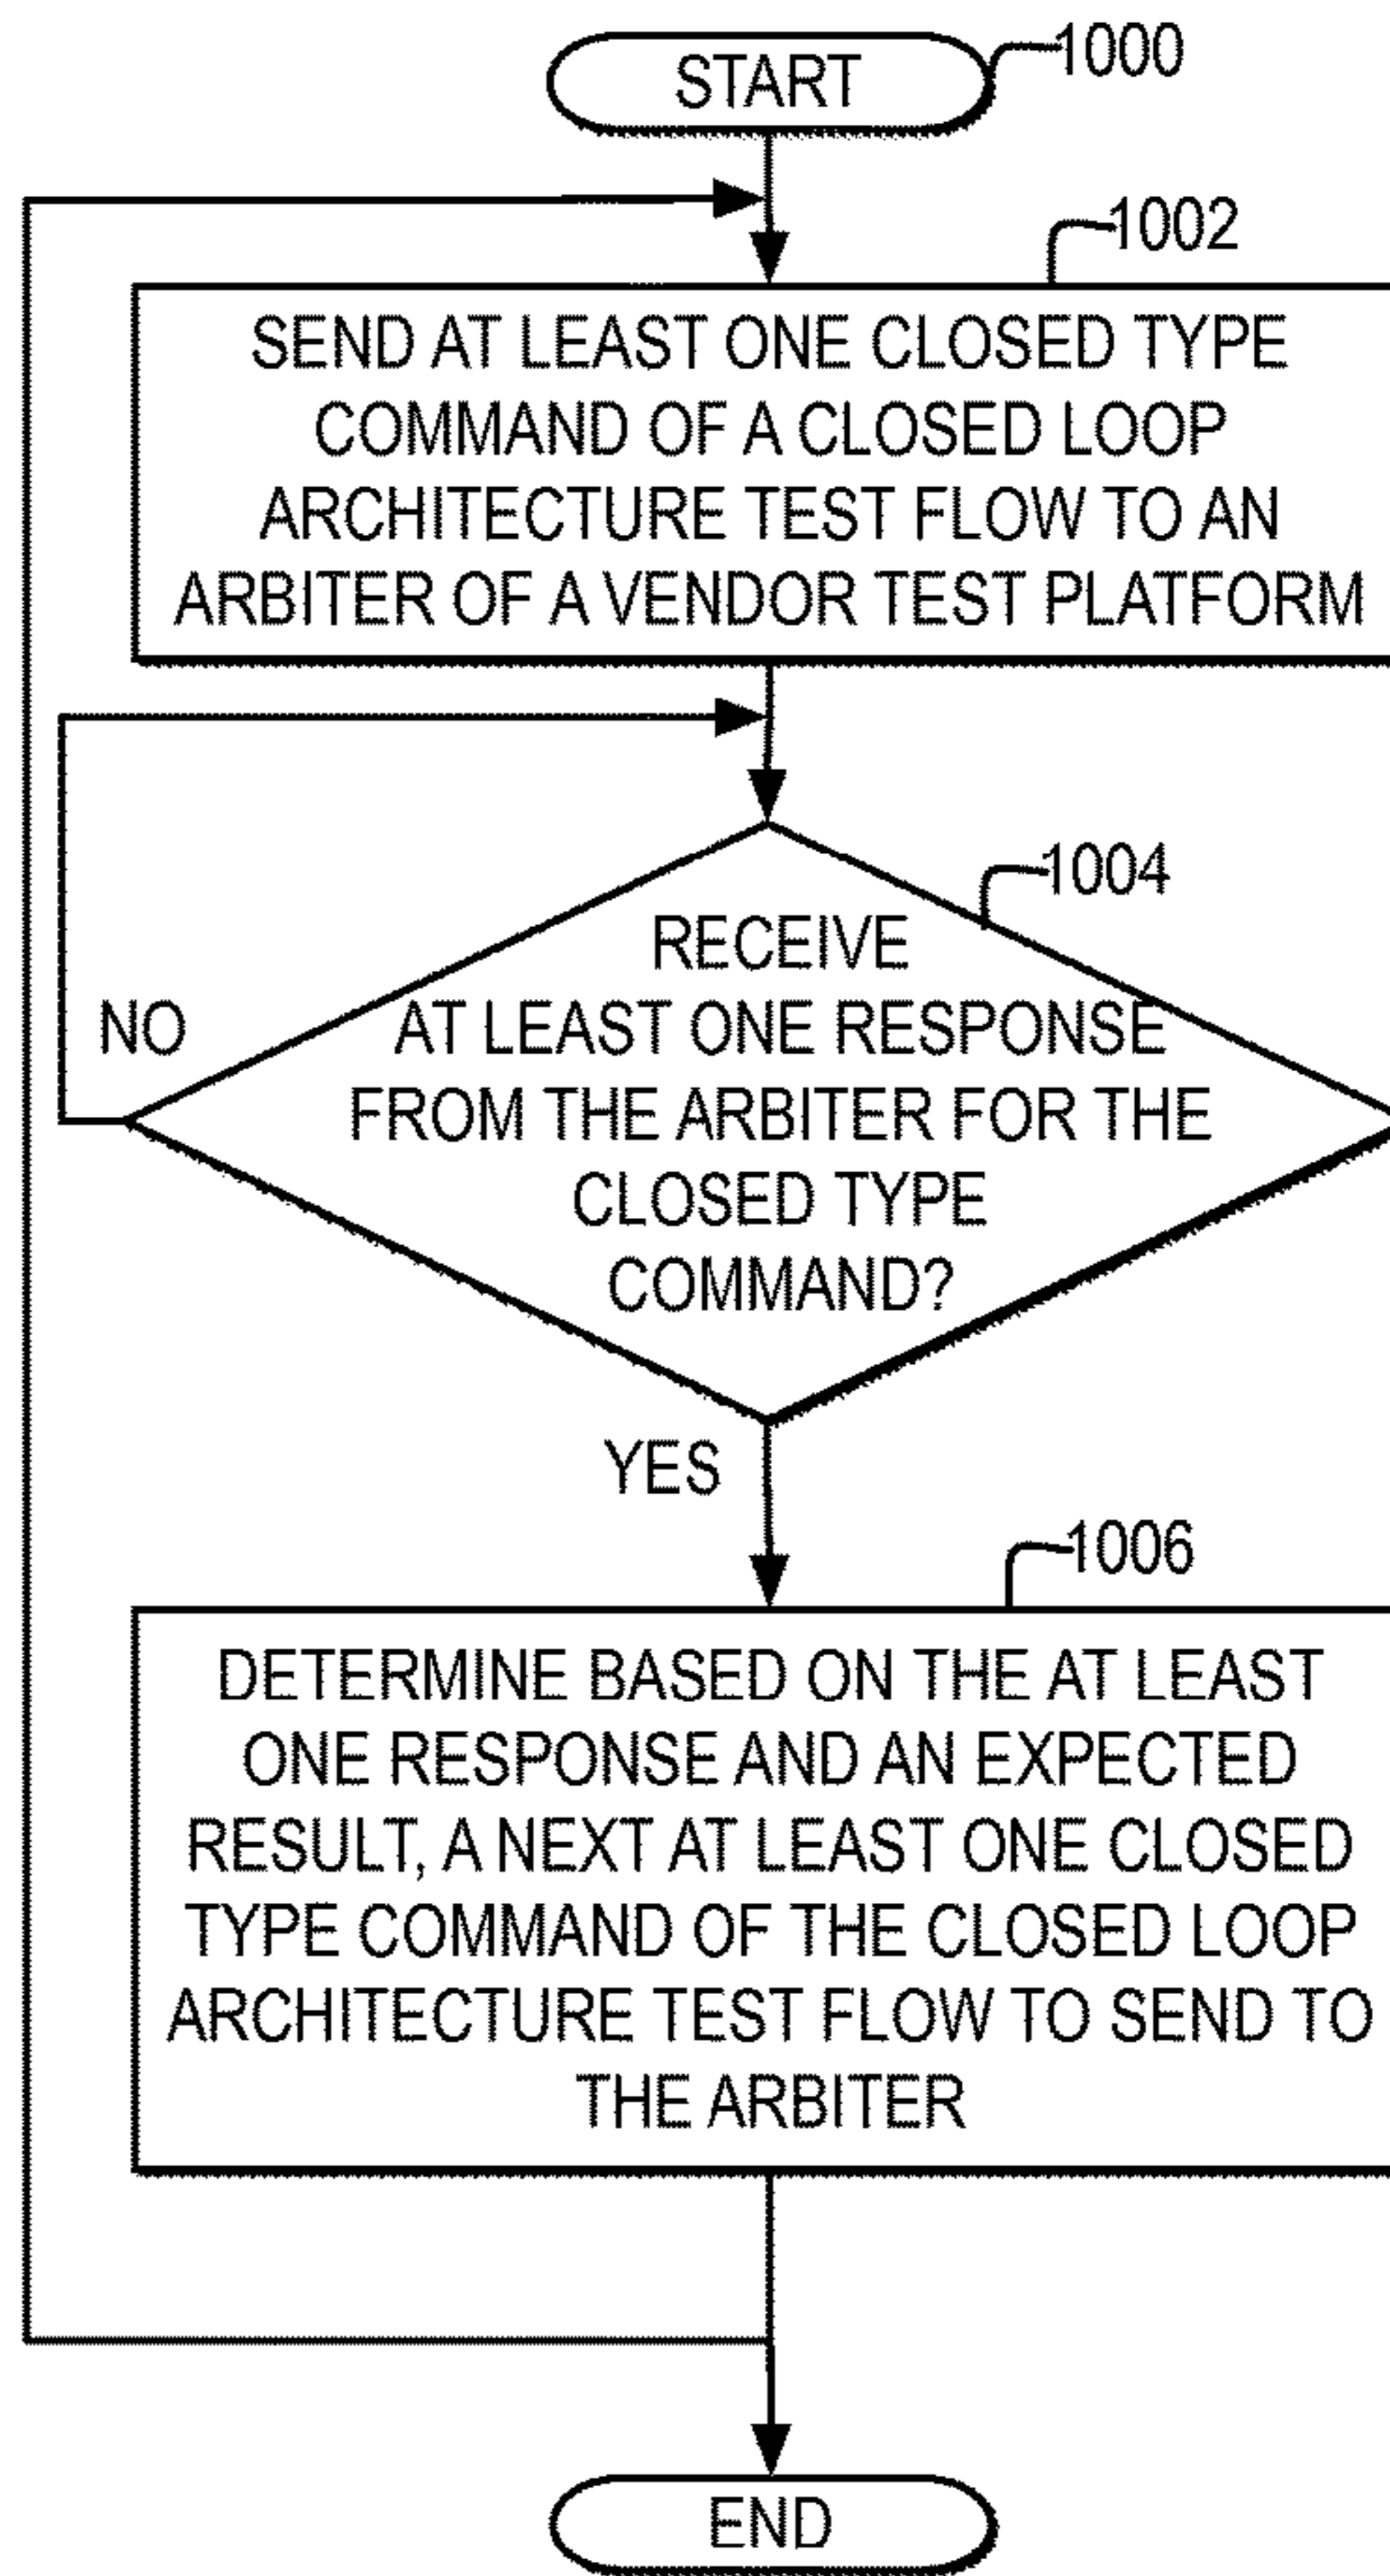 START
1000
1002
SEND AT LEAST ONE CLOSED TYPE
COMMAND OF A CLOSED LOOP
ARCHITECTURE TEST FLOW TO AN
ARBITER OF A VENDOR TEST PLATFORM
1004
RECEIVE
AT LEAST ONE RESPONSE
FROM THE ARBITER FOR THE
CLOSED TYPE
COMMAND?
NO
YES
1006
DETERMINE BASED ON THE AT LEAST
ONE RESPONSE AND AN EXPECTED
RESULT, A NEXT AT LEAST ONE CLOSED
TYPE COMMAND OF THE CLOSED LOOP
ARCHITECTURE TEST FLOW TO SEND TO
THE ARBITER
END